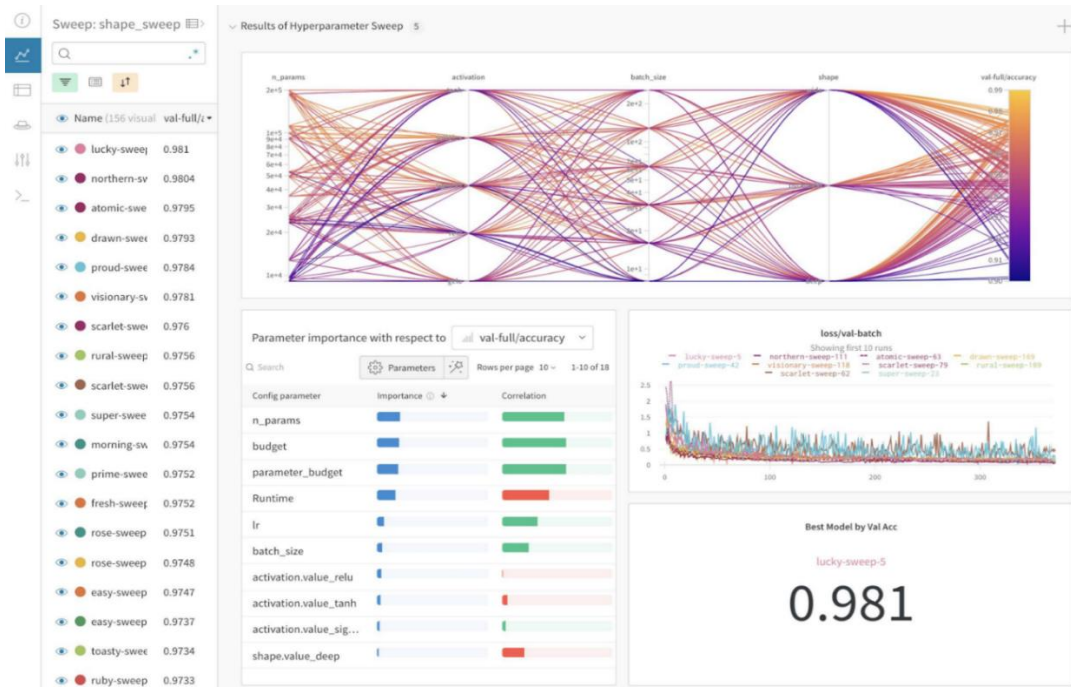 Sweep: shape_sweep
.*
Name (156 visual val-full/
lucky-sweep 0.981
northern-sw 0.9804
atomic-swe 0.9795
drawn-swee 0.9793
proud-swee 0.9784
visionary-sw 0.9781
scarlet-swe 0.976
rural-sweep 0.9756
scarlet-swe 0.9756
super-swee 0.9754
morning-sw 0.9754
prime-swee 0.9752
fresh-sweep 0.9752
rose-sweep 0.9751
rose-sweep 0.9748
easy-sweep 0.9747
easy-sweep 0.9737
toasty-swee 0.9734
ruby-sweep 0.9733
Results of Hyperparameter Sweep 5
n_params activation batch_size shape val-full/accuracy
2e+5
1e+5
9e+4
8e+4
7e+4
6e+4
5e+4
4e+4
3e+4
2e+4
1e+4
2e+2
1e+1
0.99
0.91
0.90
Parameter importance with respect to val-full/accuracy
Search Parameters Rows per page 10 1-10 of 18
Config parameter Importance Correlation
n_params
budget
parameter_budget
Runtime
lr
batch_size
activation.value_relu
activation.value_tanh
activation.value_sig...
shape.value_deep
loss/val-batch
Showing first 10 runs
lucky-sweep-5 northern-sweep-111 atomic-sweep-63 drawn-sweep-169
proud-sweep-42 visionary-sweep-118 scarlet-sweep-79 rural-sweep-109
scarlet-sweep-62 super-sweep-23
2.5
2
1.5
1
0.5
0
0 100 200 300
Best Model by Val Acc
lucky-sweep-5
0.981